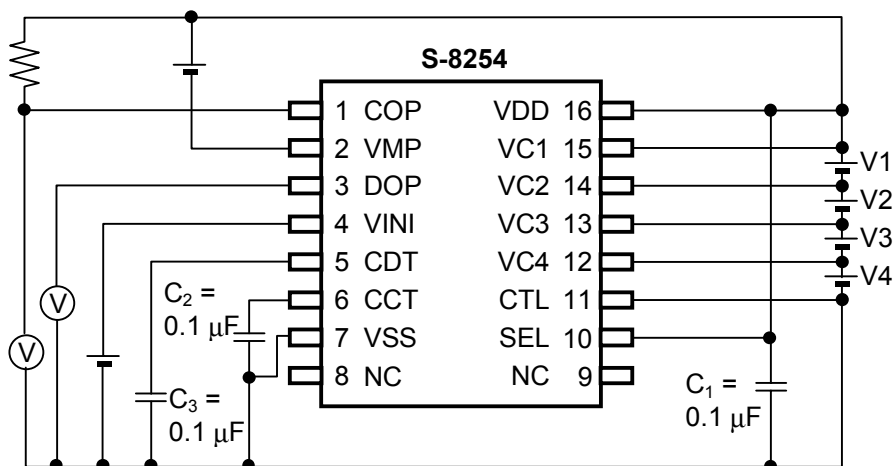 S-8254
1 COP VDD 16
2 VMP VC1 15
3 DOP VC2 14
4 VINI VC3 13
5 CDT VC4 12
6 CCT CTL 11
7 VSS SEL 10
8 NC NC 9
V1
V2
V3
V4
V
V
C₂ =
0.1 μF
C₃ =
0.1 μF
C₁ =
0.1 μF